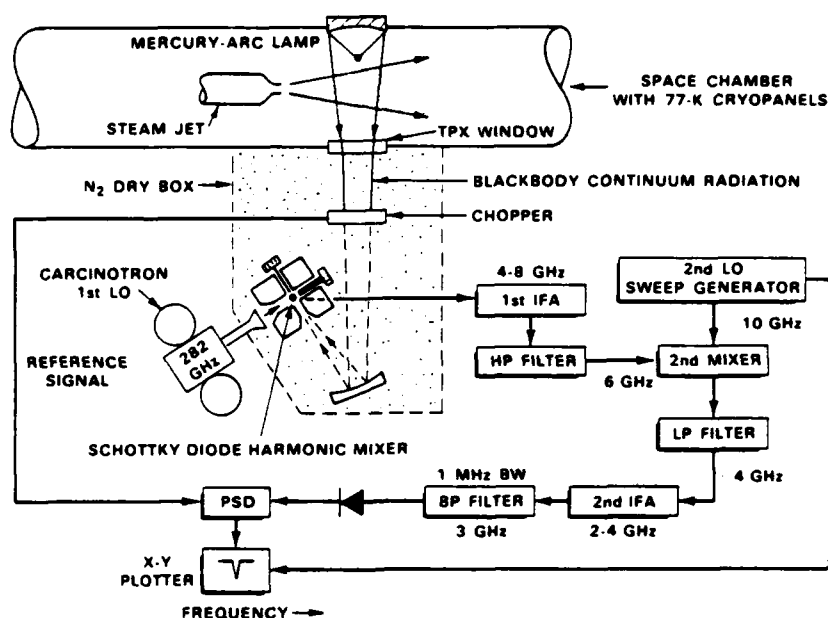 MERCURY-ARC LAMP
STEAM JET
SPACE CHAMBER
WITH 77-K CRYOPANELS
TPX WINDOW
N₂ DRY BOX
BLACKBODY CONTINUUM RADIATION
CHOPPER
CARCINOTRON
1st LO
282
GHz
REFERENCE
SIGNAL
SCHOTTKY DIODE HARMONIC MIXER
4-8 GHz
1st IFA
HP FILTER
6 GHz
2nd LO
SWEEP GENERATOR
10 GHz
2nd MIXER
LP FILTER
4 GHz
2nd IFA
2-4 GHz
1 MHz BW
BP FILTER
3 GHz
PSD
X-Y
PLOTTER
FREQUENCY